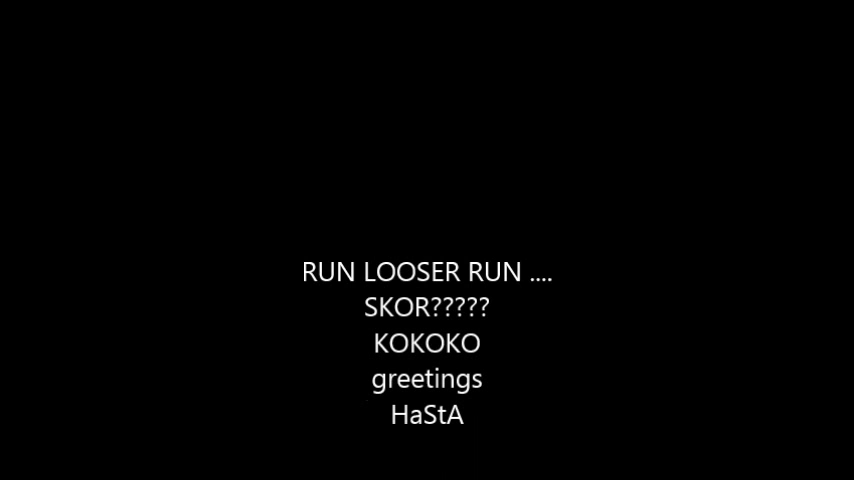 RUN LOOSER RUN ....
SKOR?????
KOKOKO
greetings
HaStA